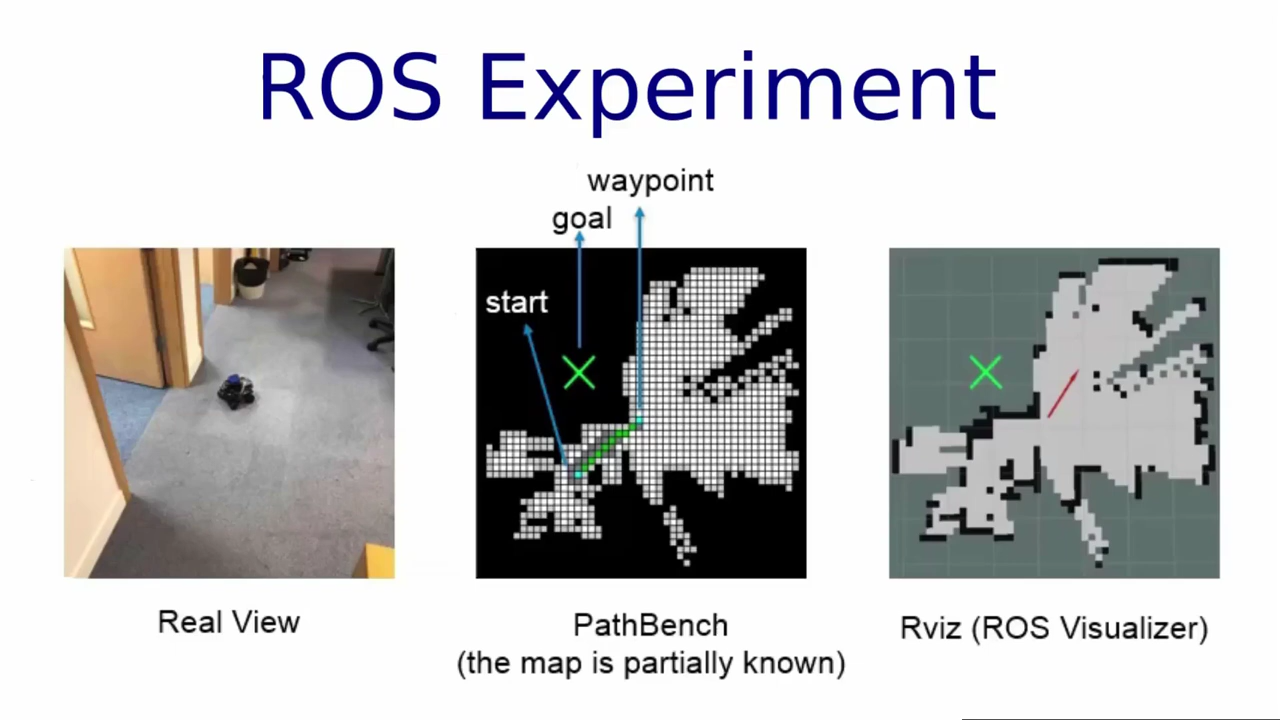 ROS Experiment
waypoint
goal
start
Real View
PathBench
(the map is partially known)
Rviz (ROS Visualizer)